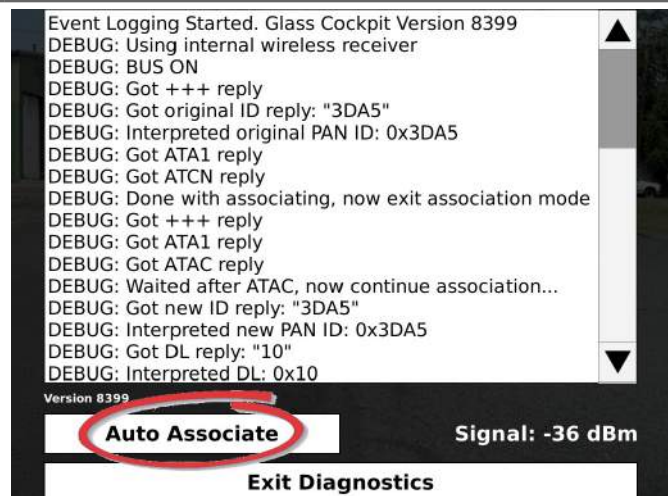 Event Logging Started. Glass Cockpit Version 8399
DEBUG: Using internal wireless receiver
DEBUG: BUS ON
DEBUG: Got +++ reply
DEBUG: Got original ID reply: "3DA5"
DEBUG: Interpreted original PAN ID: 0x3DA5
DEBUG: Got ATA1 reply
DEBUG: Got ATCN reply
DEBUG: Done with associating, now exit association mode
DEBUG: Got +++ reply
DEBUG: Got ATA1 reply
DEBUG: Got ATAC reply
DEBUG: Waited after ATAC, now continue association...
DEBUG: Got new ID reply: "3DA5"
DEBUG: Interpreted new PAN ID: 0x3DA5
DEBUG: Got DL reply: "10"
DEBUG: Interpreted DL: 0x10
Version 8399
Auto Associate
Signal: -36 dBm
Exit Diagnostics